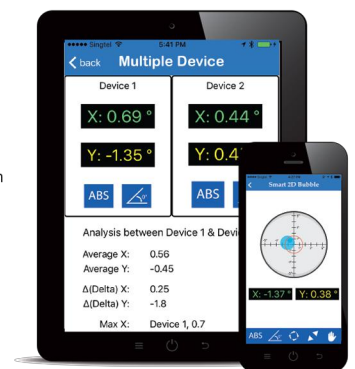 Singtel 5:41 PM
back Multiple Device
Device 1 Device 2
X: 0.69 ° X: 0.44 °
Y: -1.35 ° Y: 0.4
ABS ABS
Analysis between Device 1 &
Average X: 0.56
Average Y: -0.45
Δ(Delta) X: 0.25
Δ(Delta) Y: -1.8
Max X: Device 1, 0.7
Smart 2D Bubble
X: -1.37 ° Y: 0.38 °
ABS
n